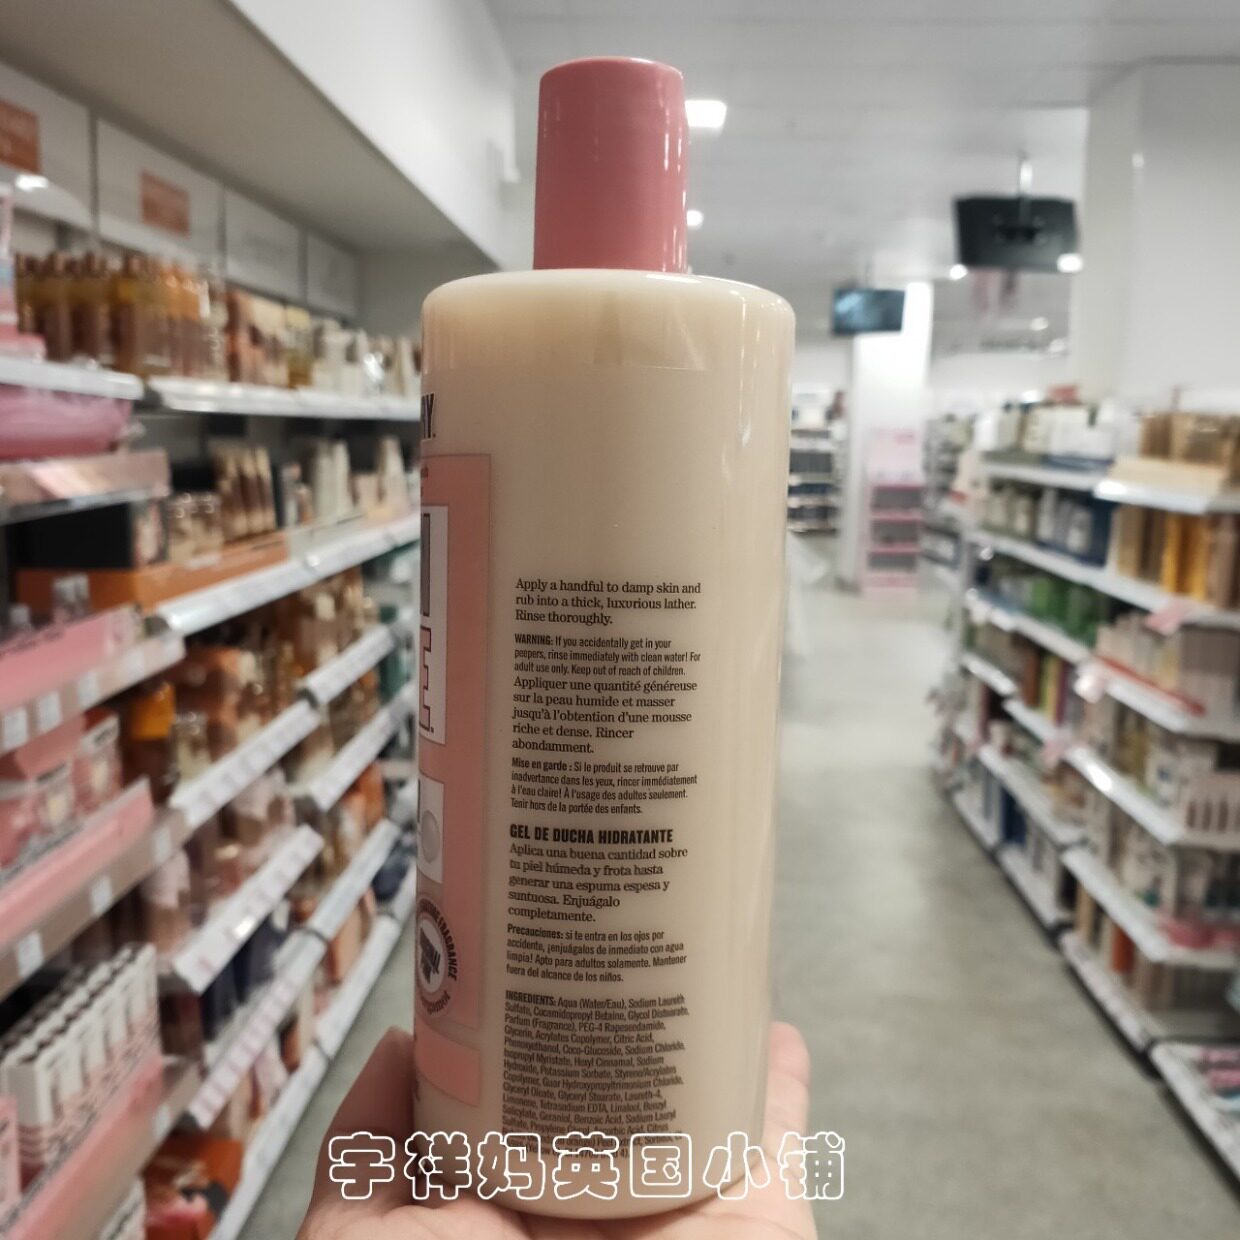 Apply a handful to damp skin and
rub into a thick, luxurious lather.
Rinse thoroughly.
WARNING: If you accidentally get in your
peepers, rinse immediately with clean water! For
adult use only. Keep out of reach of children.
Appliquer une quantité généreuse
sur la peau humide et masser
jusqu'à l'obtention d'une mousse
riche et dense. Rincer
abondamment.
Mise en garde : Si le produit se retrouve par
inadvertance dans les yeux, rincer immédiatement
à l'eau claire! À l'usage des adultes seulement.
Tenir hors de la portée des enfants.
GEL DE DUCHA HIDRATANTE
Aplica una buena cantidad sobre
tu piel húmeda y frota hasta
generar una espuma espesa y
suntuosa. Enjuágalo
completamente.
Precauciones: si te entra en los ojos por
accidente, ¡enjuágalos de inmediato con agua
limpia! Apto para adultos solamente. Mantener
fuera del alcance de los niños.
INGREDIENTS: Aqua (Water/Eau), Sodium Laureth
Sulfate, Cocamidopropyl Betaine, Glycol Distearate,
Parfum (Fragrance), PEG-4 Rapeseedamide,
Glycerin, Acrylates Copolymer, Citric Acid,
Phenoxyethanol, Coco-Glucoside, Sodium Chloride,
Isopropyl Myristate, Hexyl Cinnamal, Sodium
Hydroxide, Potassium Sorbate, Styrene/Acrylates
Copolymer, Guar Hydroxypropyltrimonium Chloride,
Glyceryl Oleate, Glyceryl Stearate, Laureth-4,
Limonene, Tetrasodium EDTA, Linalool, Benzyl
Salicylate, Geraniol, Benzoic Acid, Sodium Lauryl
Sulfate, Propylene Glycol, Ascorbic Acid, Citrus
宇祥妈英国小铺